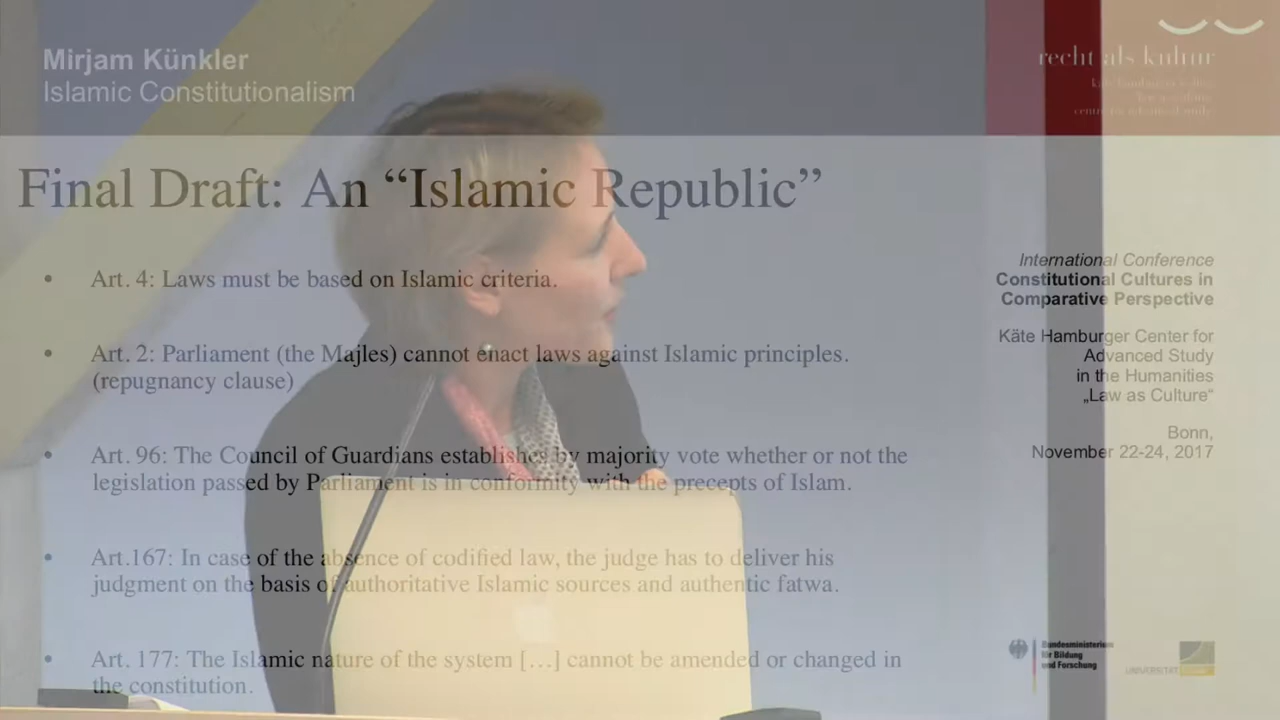 Mirjam Künkler
Islamic Constitutionalism
recht als kultur
Final Draft: An “Islamic Republic”
• Art. 4: Laws must be based on Islamic criteria.
• Art. 2: Parliament (the Majles) cannot enact laws against Islamic principles.
(repugnancy clause)
• Art. 96: The Council of Guardians establishes by majority vote whether or not the
legislation passed by Parliament is in conformity with the precepts of Islam.
• Art.167: In case of the absence of codified law, the judge has to deliver his
judgment on the basis of authoritative Islamic sources and authentic fatwa.
• Art. 177: The Islamic nature of the system […] cannot be amended or changed in
the constitution.
International Conference
Constitutional Cultures in
Comparative Perspective
Käte Hamburger Center for
Advanced Study
in the Humanities
„Law as Culture“
Bonn,
November 22-24, 2017
Bundesministerium
für Bildung
und Forschung
UNIVERSITÄT